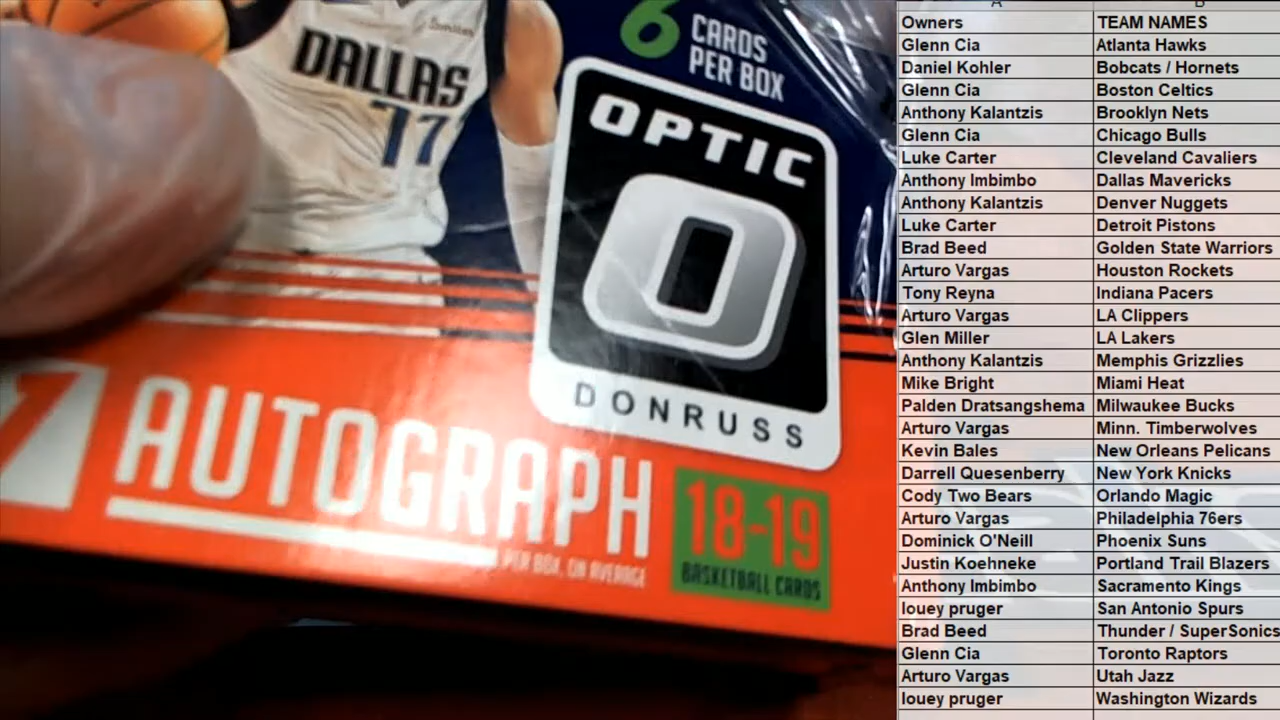 DALLAS
17
6 CARDS
PER BOX
OPTIC
DONRUSS
1 AUTOGRAPH
PER BOX, ON AVERAGE
18-19
BASKETBALL CARDS
Owners TEAM NAMES
Glenn Cia Atlanta Hawks
Daniel Kohler Bobcats / Hornets
Glenn Cia Boston Celtics
Anthony Kalantzis Brooklyn Nets
Glenn Cia Chicago Bulls
Luke Carter Cleveland Cavaliers
Anthony Imbimbo Dallas Mavericks
Anthony Kalantzis Denver Nuggets
Luke Carter Detroit Pistons
Brad Beed Golden State Warriors
Arturo Vargas Houston Rockets
Tony Reyna Indiana Pacers
Arturo Vargas LA Clippers
Glen Miller LA Lakers
Anthony Kalantzis Memphis Grizzlies
Mike Bright Miami Heat
Palden Dratsangshema Milwaukee Bucks
Arturo Vargas Minn. Timberwolves
Kevin Bales New Orleans Pelicans
Darrell Quesenberry New York Knicks
Cody Two Bears Orlando Magic
Arturo Vargas Philadelphia 76ers
Dominick O'Neill Phoenix Suns
Justin Koehneke Portland Trail Blazers
Anthony Imbimbo Sacramento Kings
louey pruger San Antonio Spurs
Brad Beed Thunder / SuperSonics
Glenn Cia Toronto Raptors
Arturo Vargas Utah Jazz
louey pruger Washington Wizards